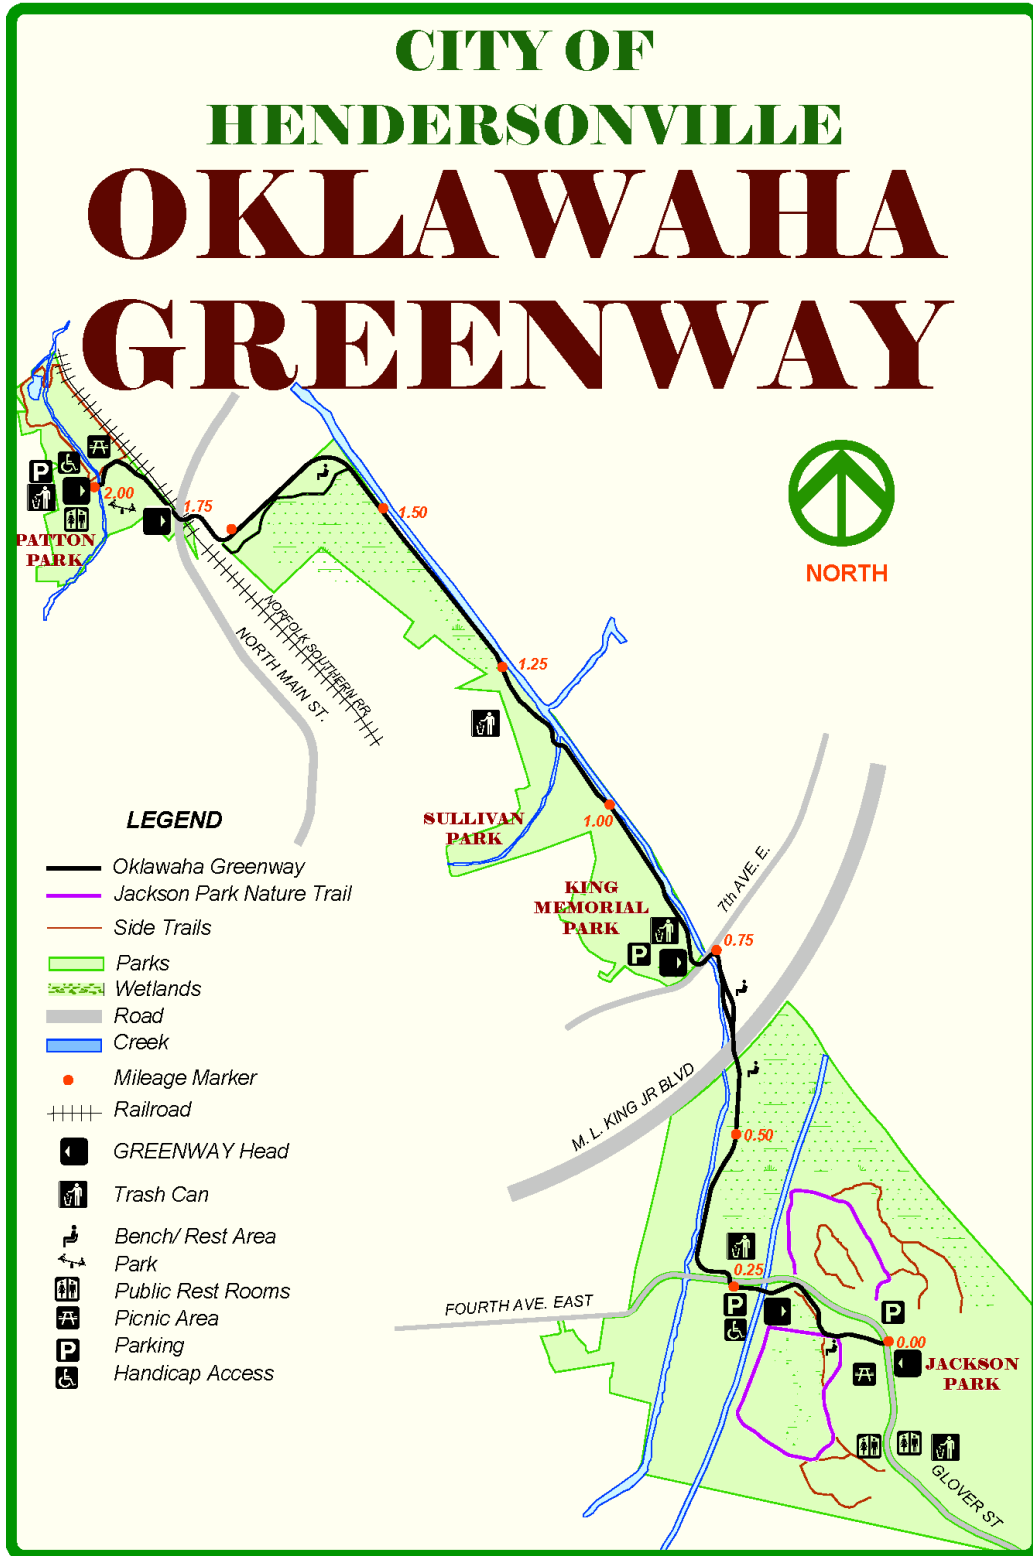 CITY OF
HENDERSONVILLE
OKLAWAHA
GREENWAY
NORTH
2.00
1.75
1.50
PATTON
PARK
NORFOLK SOUTHERN RR.
NORTH MAIN ST.
1.25
SULLIVAN
PARK
1.00
KING
MEMORIAL
PARK
P
P
7th AVE. E.
0.75
M. L. KING JR BLVD
0.50
0.25
FOURTH AVE. EAST
P
P
0.00
JACKSON
PARK
GLOVER ST
LEGEND
Oklawaha Greenway
Jackson Park Nature Trail
Side Trails
Parks
Wetlands
Road
Creek
Mileage Marker
Railroad
GREENWAY Head
Trash Can
Bench/ Rest Area
Park
Public Rest Rooms
Picnic Area
P
Parking
Handicap Access